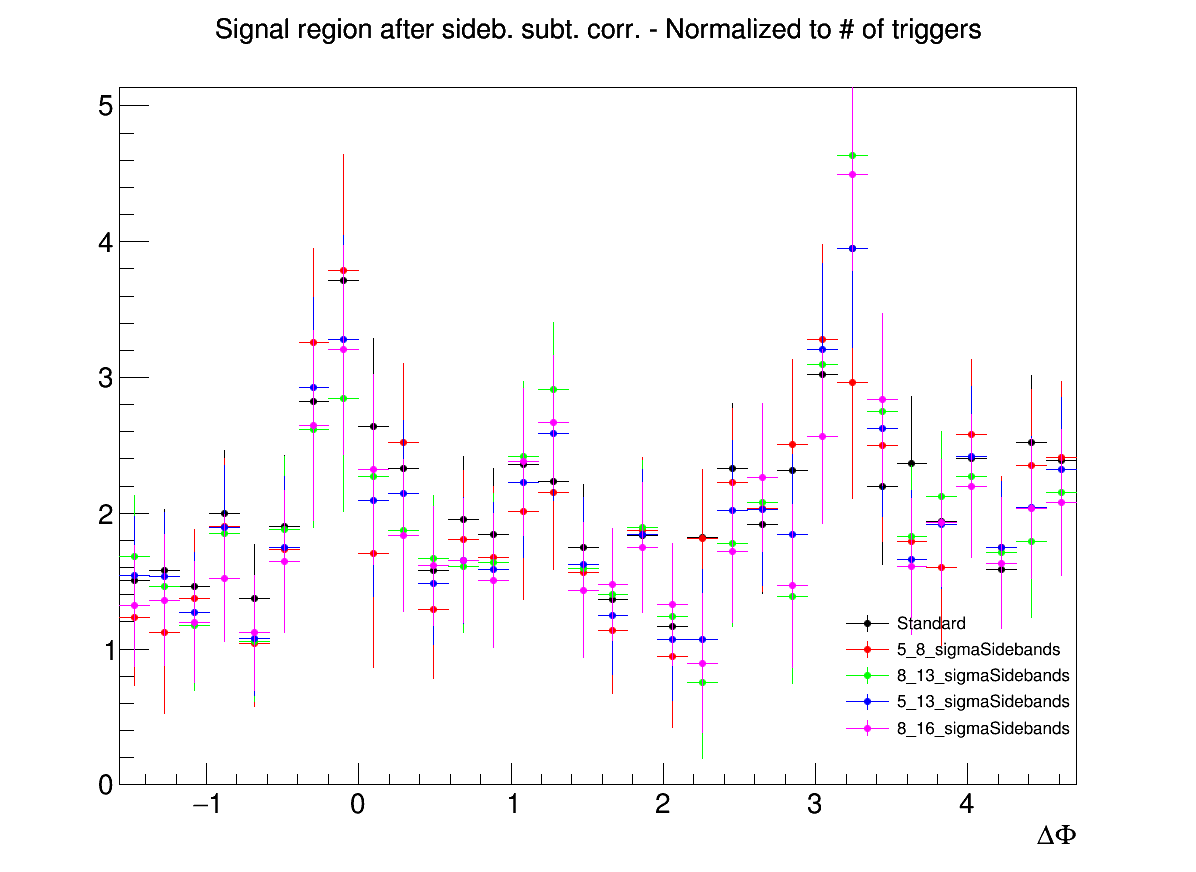 Signal region after sideb. subt. corr. - Normalized to # of triggers
5
4
3
2
1
0
Standard
5_8_sigmaSidebands
8_13_sigmaSidebands
5_13_sigmaSidebands
8_16_sigmaSidebands
−1 0 1 2 3 4
ΔΦ